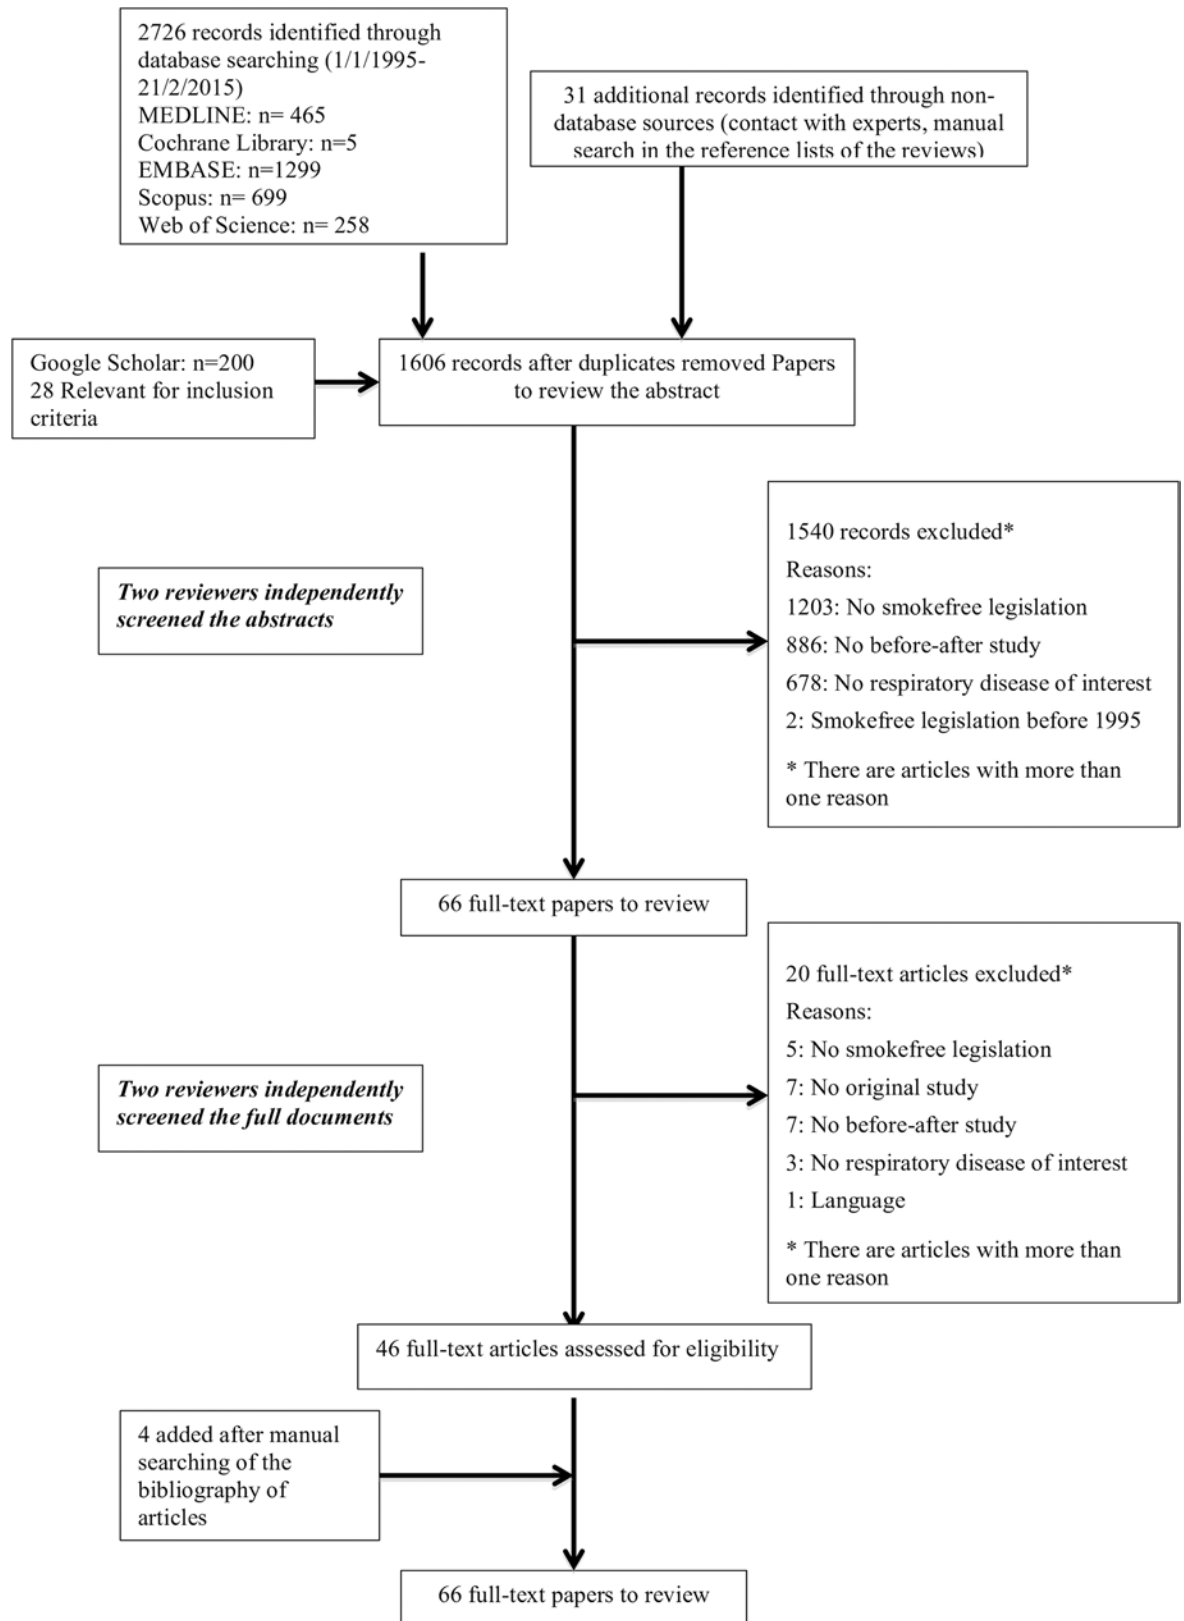 2726 records identified through
database searching (1/1/1995-
21/2/2015)
MEDLINE: n= 465
Cochrane Library: n=5
EMBASE: n=1299
Scopus: n= 699
Web of Science: n= 258
31 additional records identified through non-
database sources (contact with experts, manual
search in the reference lists of the reviews)
Google Scholar: n=200
28 Relevant for inclusion
criteria
1606 records after duplicates removed Papers
to review the abstract
1540 records excluded*
Reasons:
1203: No smokefree legislation
886: No before-after study
678: No respiratory disease of interest
2: Smokefree legislation before 1995
* There are articles with more than
one reason
Two reviewers independently
screened the abstracts
66 full-text papers to review
20 full-text articles excluded*
Reasons:
5: No smokefree legislation
7: No original study
7: No before-after study
3: No respiratory disease of interest
1: Language
* There are articles with more than
one reason
Two reviewers independently
screened the full documents
46 full-text articles assessed for eligibility
4 added after manual
searching of the
bibliography of
articles
66 full-text papers to review